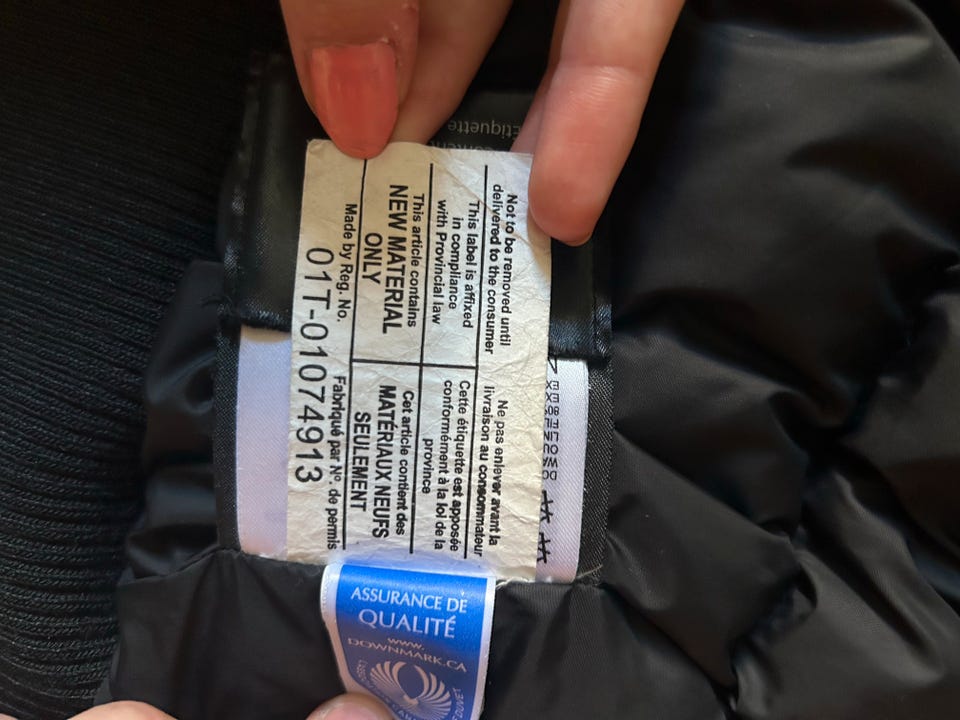 Not to be removed until
delivered to the consumer
Ne pas enlever avant la
livraison au consommateur
This label is affixed
in compliance
with Provincial law
Cette étiquette est apposée
conformément à la loi de la
province
This article contains
NEW MATERIAL
ONLY
Cet article contient des
MATÉRIAUX NEUFS
SEULEMENT
Made by Reg. No.
Fabriqué par Nº. de permis
01T-01074913
ASSURANCE DE
QUALITÉ
www.
DOWNMARK.CA
Etiquette